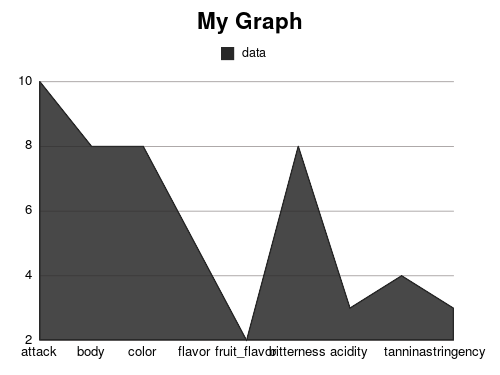 My Graph
data
10
8
6
4
2
attack body color flavor fruit_flavor bitterness acidity tannin astringency